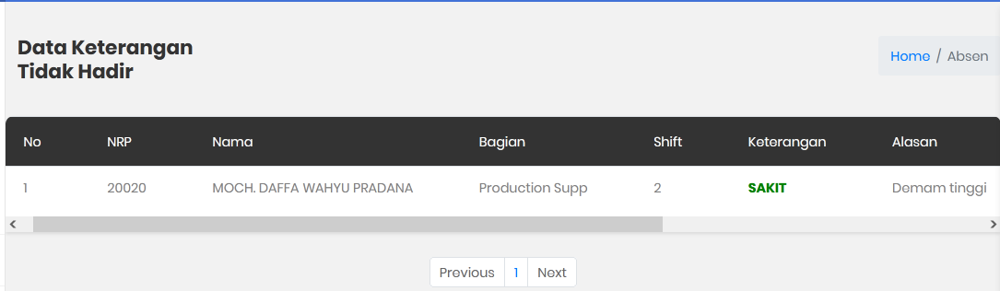 Data Keterangan
Tidak Hadir
Home / Absen
No NRP Nama Bagian Shift Keterangan Alasan
1 20020 MOCH. DAFFA WAHYU PRADANA Production Supp 2 SAKIT Demam tinggi
Previous 1 Next